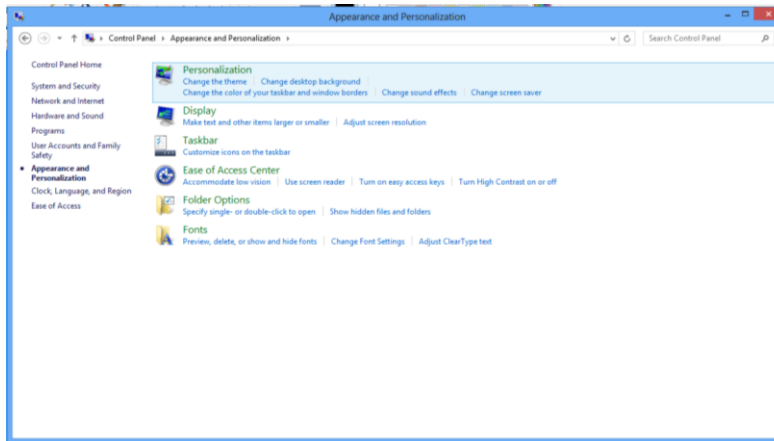 Appearance and Personalization
Control Panel Appearance and Personalization
Search Control Panel
Control Panel Home
System and Security
Network and Internet
Hardware and Sound
Programs
User Accounts and Family
Safety
Appearance and
Personalization
Clock, Language, and Region
Ease of Access
Personalization
Change the theme Change desktop background
Change the color of your taskbar and window borders Change sound effects Change screen saver
Display
Make text and other items larger or smaller Adjust screen resolution
Taskbar
Customize icons on the taskbar
Ease of Access Center
Accommodate low vision Use screen reader Turn on easy access keys Turn High Contrast on or off
Folder Options
Specify single- or double-click to open Show hidden files and folders
Fonts
Preview, delete, or show and hide fonts Change Font Settings Adjust ClearType text